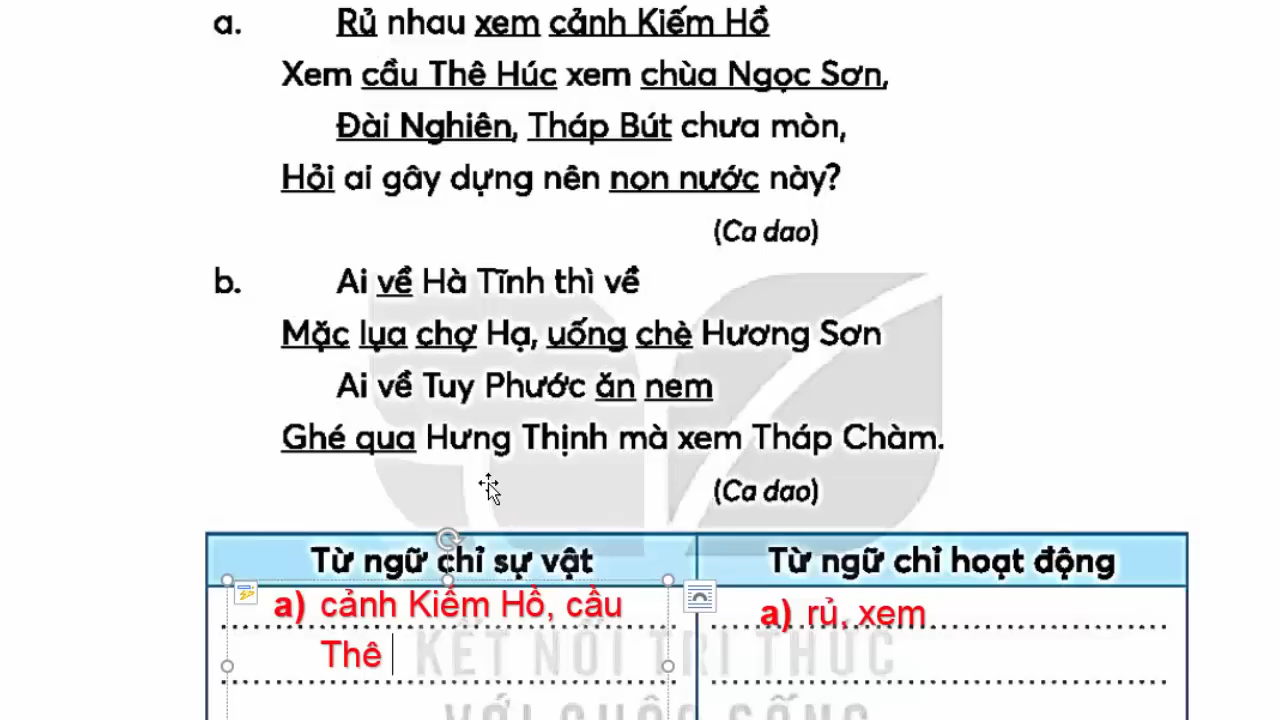 a. Rủ nhau xem cảnh Kiếm Hồ
Xem cầu Thê Húc xem chùa Ngọc Sơn,
Đài Nghiên, Tháp Bút chưa mòn,
Hỏi ai gây dựng nên non nước này?
(Ca dao)
b. Ai về Hà Tĩnh thì về
Mặc lụa chợ Hạ, uống chè Hương Sơn
Ai về Tuy Phước ăn nem
Ghé qua Hưng Thịnh mà xem Tháp Chàm.
(Ca dao)
Từ ngữ chỉ sự vật
Từ ngữ chỉ hoạt động
a) cảnh Kiếm Hồ, cầu
Thê
a) rủ, xem
KẾT NỐI TRI THỨC
VỚI CUỘC SỐNG